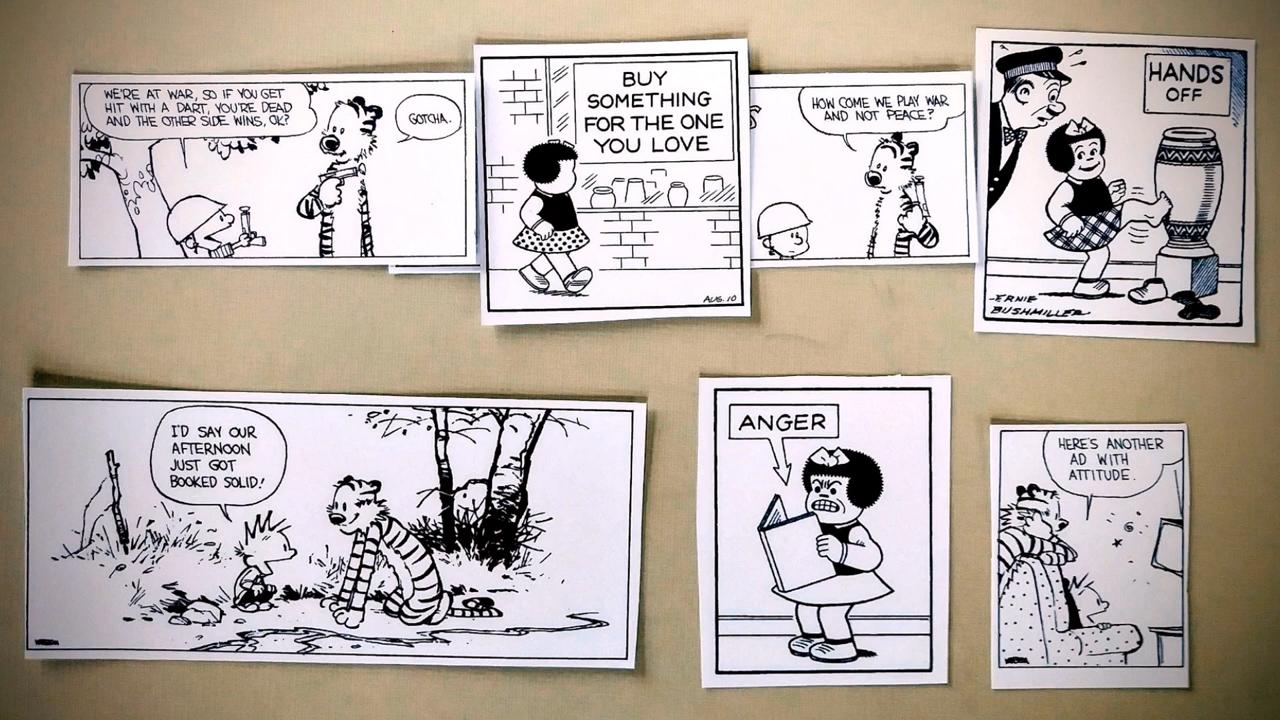 WE'RE AT WAR, SO IF YOU GET
HIT WITH A DART, YOU'RE DEAD
AND THE OTHER SIDE WINS, OK?
GOTCHA.
BUY
SOMETHING
FOR THE ONE
YOU LOVE
AUG. 10
HOW COME WE PLAY WAR
AND NOT PEACE?
HANDS
OFF
ERNIE
BUSHMILLER
I'D SAY OUR
AFTERNOON
JUST GOT
BOOKED SOLID!
ANGER
HERE'S ANOTHER
AD WITH
ATTITUDE.